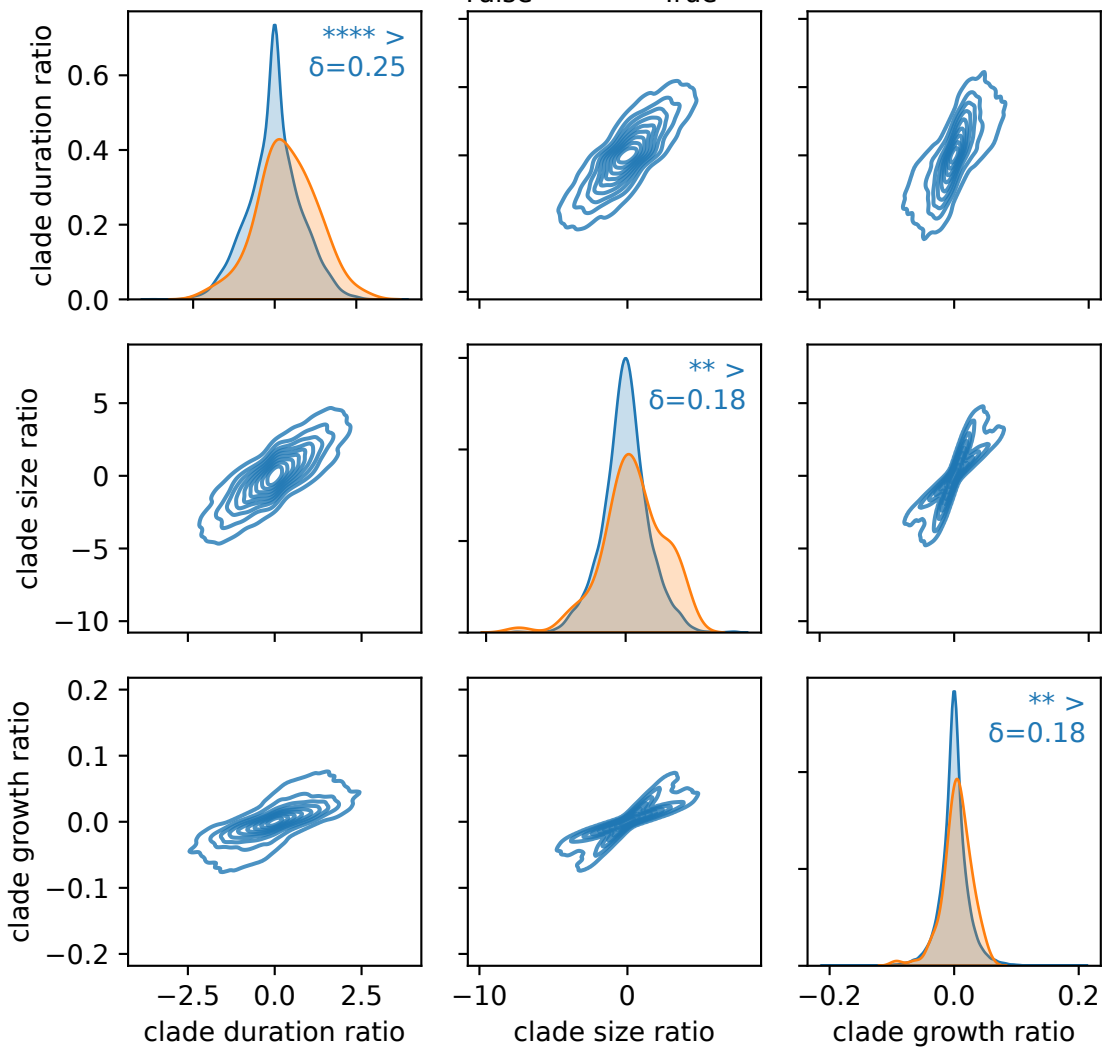 True
clade duration ratio
0.6
0.4
0.2
0.0
**** >
δ=0.25
clade size ratio
5
0
−5
−10
** >
δ=0.18
clade growth ratio
0.2
0.1
0.0
−0.1
−0.2
** >
δ=0.18
−2.5 0.0 2.5
−10 0
−0.2 0.0 0.2
clade duration ratio
clade size ratio
clade growth ratio